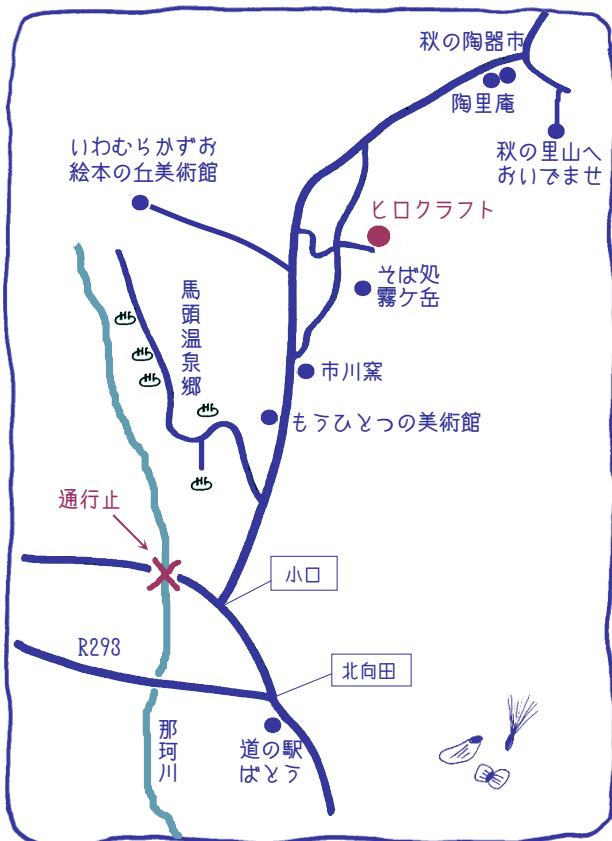 秋の陶器市
陶里庵
秋の里山へ
おいでませ
いわむらかずお
絵本の丘美術館
ヒロクラフト
そば処
霧ケ岳
馬頭温泉郷
市川窯
もうひとつの美術館
通行止
小口
R293
北向田
那珂川
道の駅
ばとう